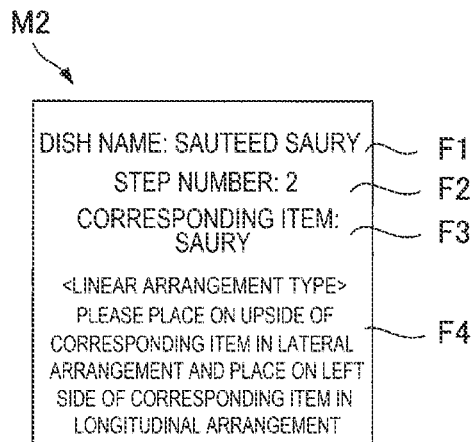 M2
DISH NAME: SAUTEED SAURY
F1
STEP NUMBER: 2
F2
CORRESPONDING ITEM:
SAURY
F3
<LINEAR ARRANGEMENT TYPE>
PLEASE PLACE ON UPSIDE OF
CORRESPONDING ITEM IN LATERAL
ARRANGEMENT AND PLACE ON LEFT
SIDE OF CORRESPONDING ITEM IN
LONGITUDINAL ARRANGEMENT
F4